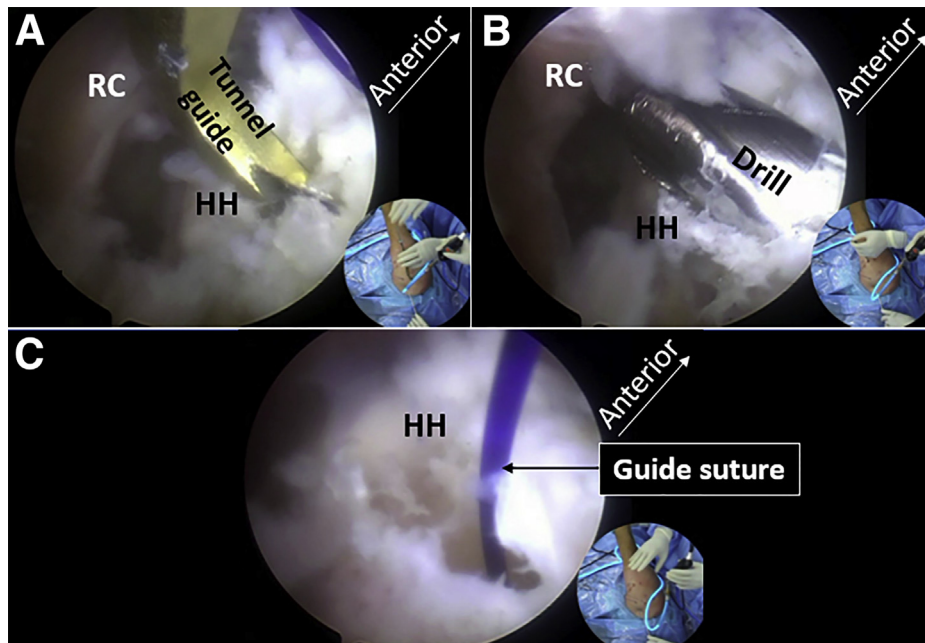 A
RC
Tunnel
guide
HH
Anterior
B
RC
Drill
HH
Anterior
C
HH
Anterior
Guide suture